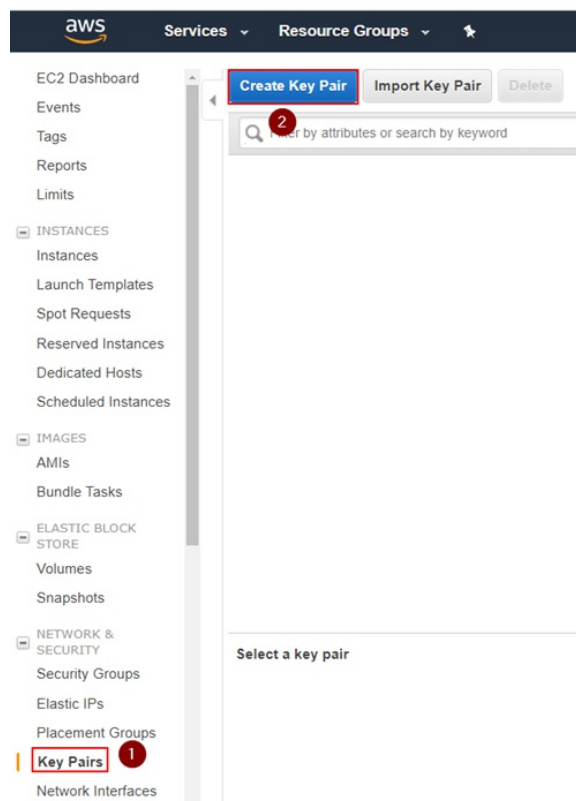 aws Services Resource Groups
EC2 Dashboard
Events
Tags
Reports
Limits
INSTANCES
Instances
Launch Templates
Spot Requests
Reserved Instances
Dedicated Hosts
Scheduled Instances
IMAGES
AMIs
Bundle Tasks
ELASTIC BLOCK
STORE
Volumes
Snapshots
NETWORK &
SECURITY
Security Groups
Elastic IPs
Placement Groups
Key Pairs 1
Network Interfaces
Create Key Pair Import Key Pair Delete
2
Filter by attributes or search by keyword
Select a key pair